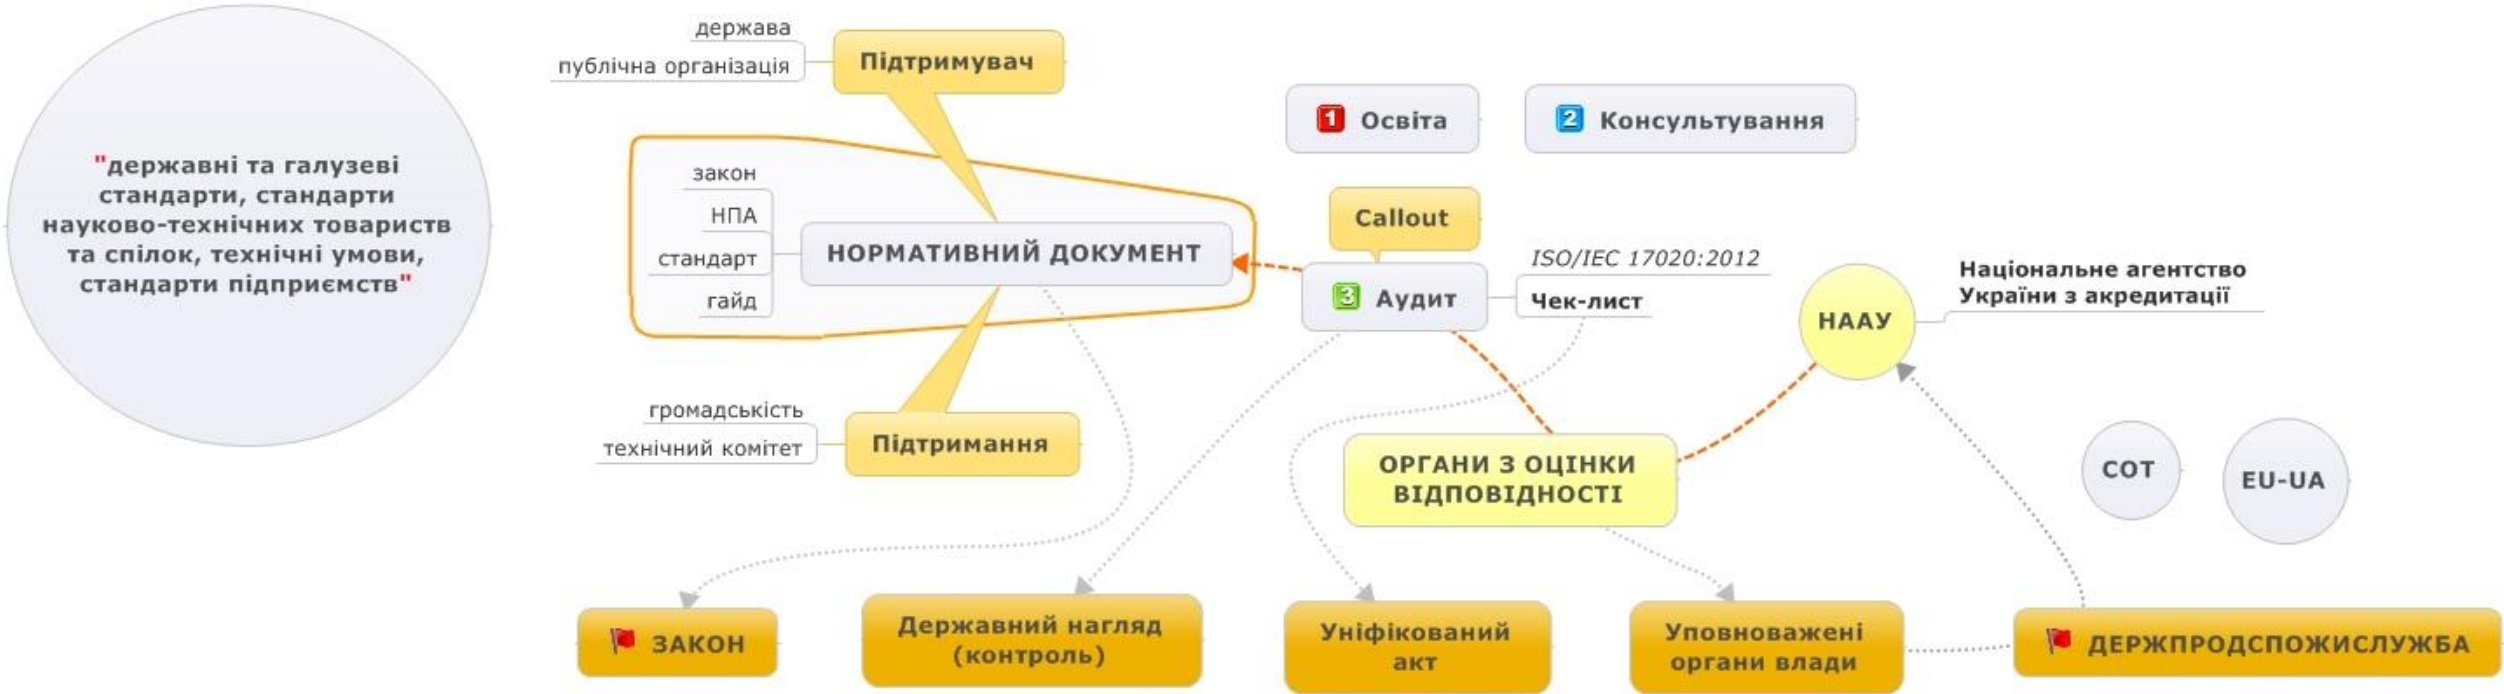 "державні та галузеві
стандарти, стандарти
науково-технічних товариств
та спілок, технічні умови,
стандарти підприємств"
держава
публічна організація
Підтримувач
закон
НПА
стандарт
гайд
НОРМАТИВНИЙ ДОКУМЕНТ
громадськість
технічний комітет
Підтримання
1 Освіта
2 Консультування
Callout
3 Аудит
ISO/IEC 17020:2012
Чек-лист
НААУ
Національне агентство
України з акредитації
ОРГАНИ З ОЦІНКИ
ВІДПОВІДНОСТІ
СОТ
EU-UA
ЗАКОН
Державний нагляд
(контроль)
Уніфікований
акт
Уповноважені
органи влади
ДЕРЖПРОДСПОЖИСЛУЖБА